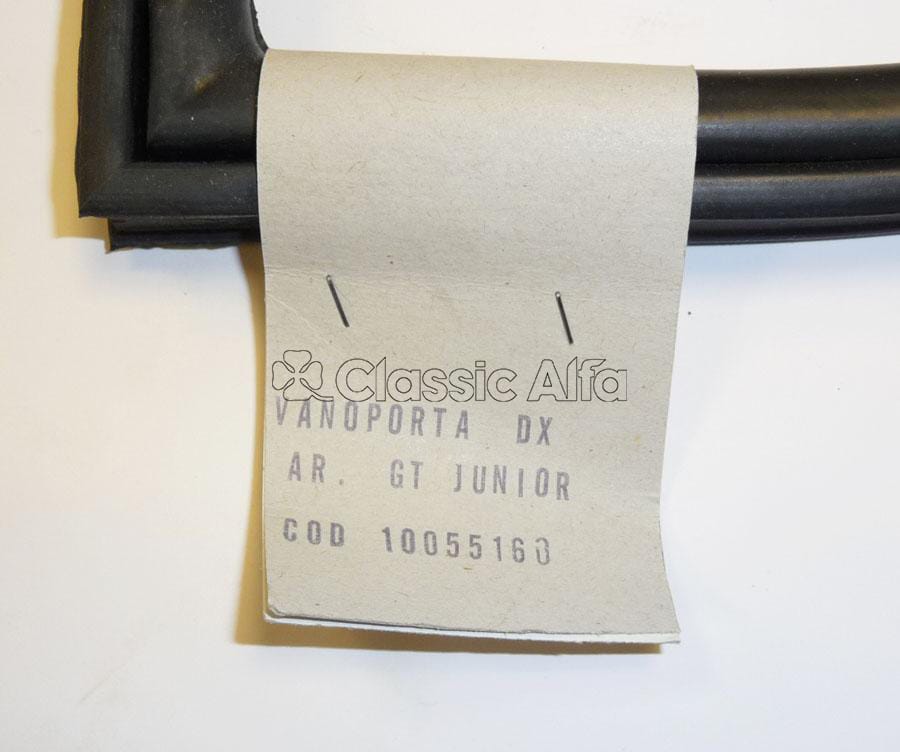 Classic Alfa
VANOPORTA DX
AR. GT JUNIOR
COD 10055160